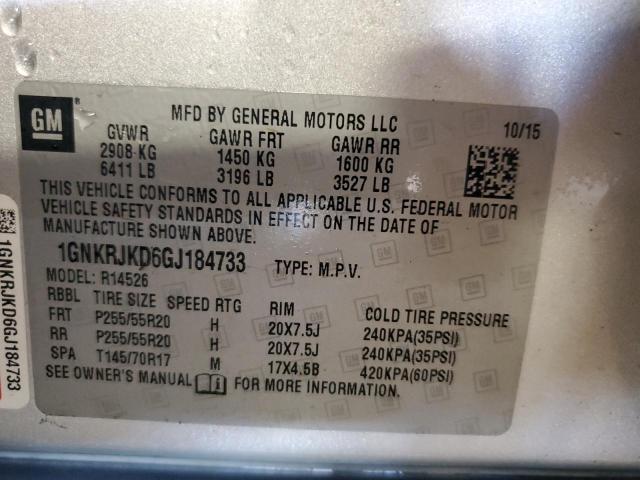 GM
MFD BY GENERAL MOTORS LLC 10/15
GVWR GAWR FRT GAWR RR
2908-KG 1450 KG 1600 KG
6411 LB 3196 LB 3527 LB
THIS VEHICLE CONFORMS TO ALL APPLICABLE U.S. FEDERAL MOTOR
VEHICLE SAFETY STANDARDS IN EFFECT ON THE DATE OF
MANUFACTURE SHOWN ABOVE.
1GNKRJKD6GJ184733 TYPE: M.P.V.
MODEL: R14526
RBBL TIRE SIZE SPEED RTG RIM COLD TIRE PRESSURE
FRT P255/55R20 H 20X7.5J 240KPA(35PSI)
RR P255/55R20 H 20X7.5J 240KPA(35PSI)
SPA T145/70R17 M 17X4.5B 420KPA(60PSI)
SEE OWNER'S MANUAL FOR MORE INFORMATION.
1GNKRJKD6GJ184733